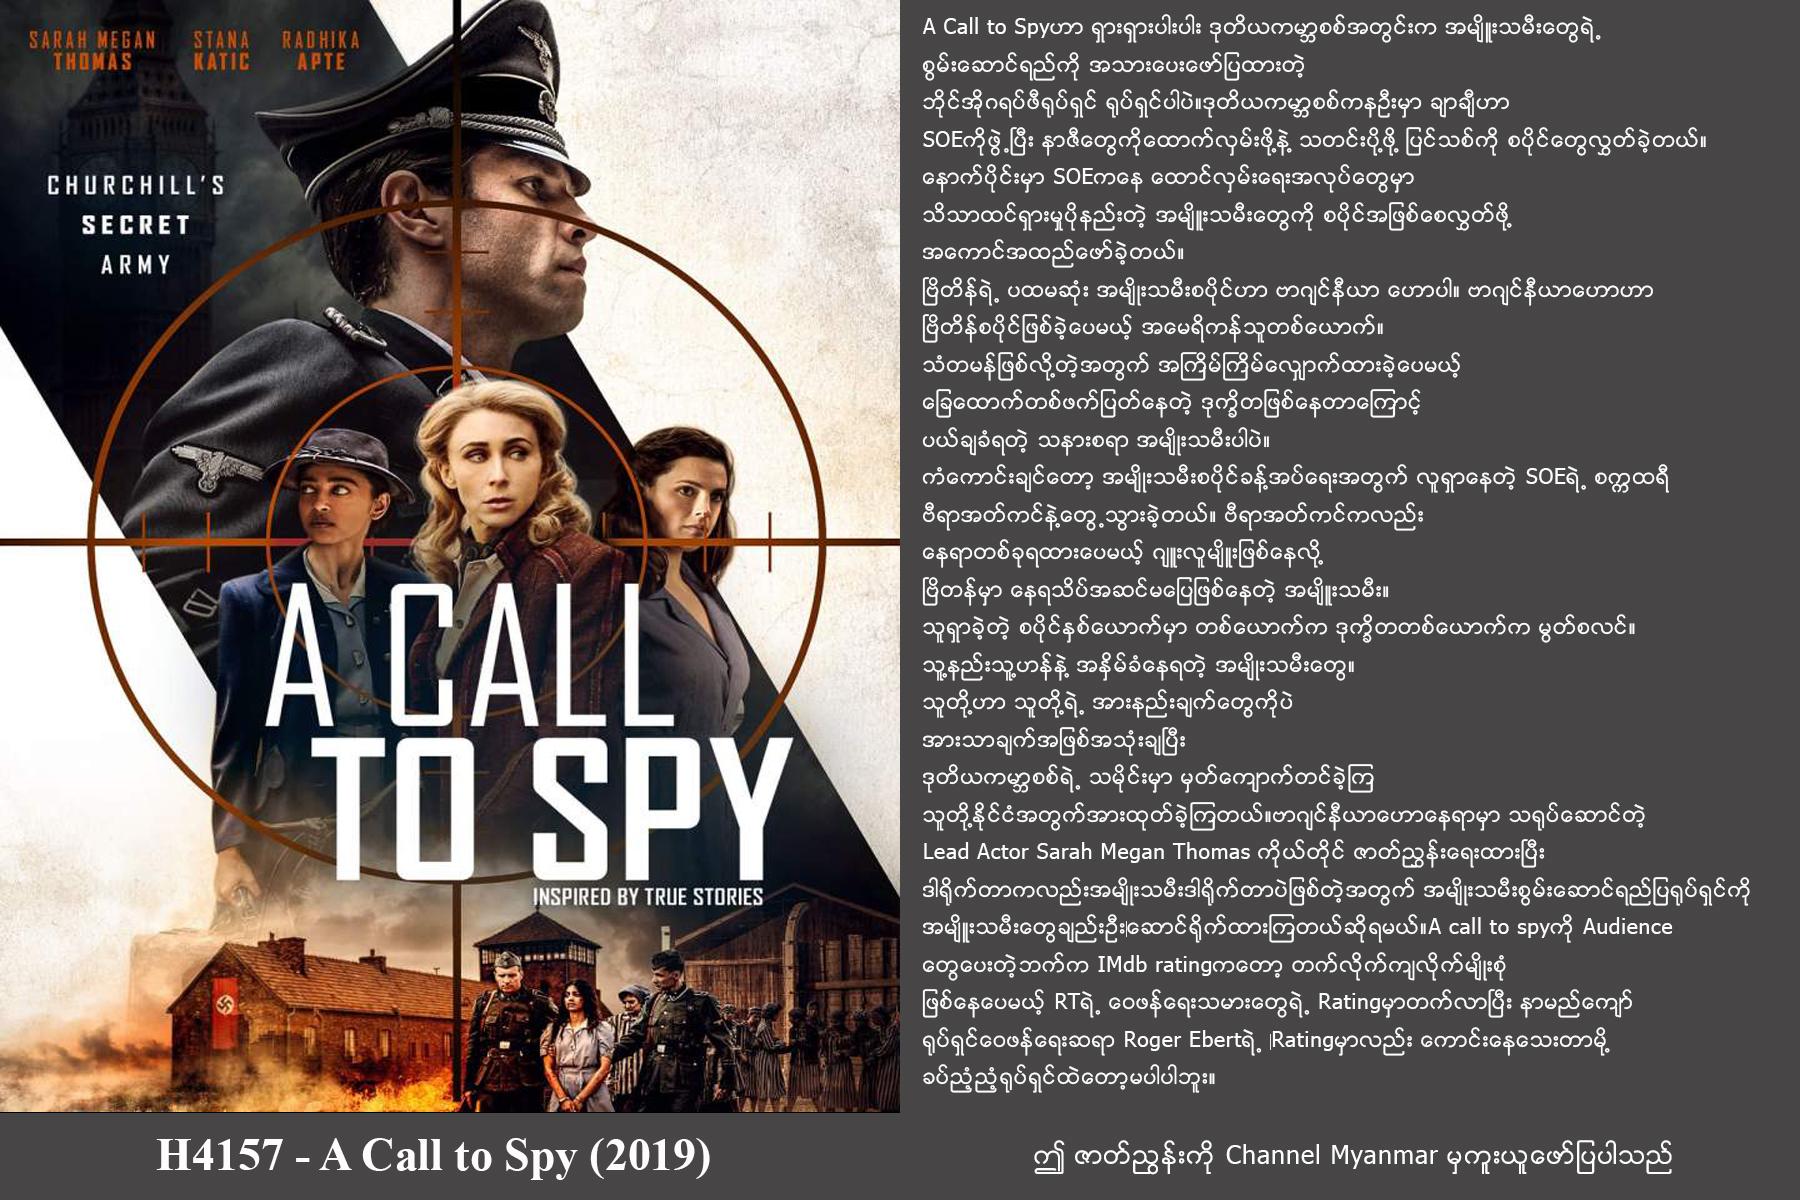 SARAH MEGAN THOMAS
STANA KATIC
RADHIKA APTE
CHURCHILL'S
SECRET
ARMY
A CALL
TO SPY
INSPIRED BY TRUE STORIES
H4157 - A Call to Spy (2019)
A Call to Spyဟာ ရှားရှားပါးပါး ဒုတိယကမ္ဘာစစ်အတွင်းက အမျိူးသမီးတွေရဲ့
စွမ်းဆောင်ရည်ကို အသားပေးဖော်ပြထားတဲ့
ဘိုင်အိုဂရပ်ဖီရုပ်ရှင် ရုပ်ရှင်ပါပဲ။ဒုတိယကမ္ဘာစစ်ကနဦးမှာ ချာချီဟာ
SOEကိုဖွဲ့ပြီး နာဇီတွေကိုထောက်လှမ်းဖို့နဲ့ သတင်းပို့ဖို့ ပြင်သစ်ကို စပိုင်တွေလွှတ်ခဲ့တယ်။
နောက်ပိုင်းမှာ SOEကနေ ထောင်လှမ်းရေးအလုပ်တွေမှာ
သိသာထင်ရှားမှုပိုနည်းတဲ့ အမျိူးသမီးတွေကို စပိုင်အဖြစ်စေလွှတ်ဖို့
အကောင်အထည်ဖော်ခဲ့တယ်။
ဗြိတိန်ရဲ့ ပထမဆုံး အမျိုးသမီးစပိုင်ဟာ ဗာဂျင်နီယာ ဟောပါ။ ဗာဂျင်နီယာဟောဟာ
ဗြိတိန်စပိုင်ဖြစ်ခဲ့ပေမယ့် အမေရိကန်သူတစ်ယောက်။
သံတမန်ဖြစ်လို့တဲ့အတွက် အကြိမ်ကြိမ်လျှောက်ထားခဲ့ပေမယ့်
ခြေထောက်တစ်ဖက်ပြတ်နေတဲ့ ဒုက္ခိတဖြစ်နေတာကြောင့်
ပယ်ချခံရတဲ့ သနားစရာ အမျိုးသမီးပါပဲ။
ကံကောင်းချင်တော့ အမျိုးသမီးစပိုင်ခန့်အပ်ရေးအတွက် လူရှာနေတဲ့ SOEရဲ့ စက္ကထရီ
ဗီရာအတ်ကင်နဲ့တွေ့သွားခဲ့တယ်။ ဗီရာအတ်ကင်ကလည်း
နေရာတစ်ခုရထားပေမယ့် ဂျူးလူမျိူးဖြစ်နေလို့
ဗြိတန်မှာ နေရသိပ်အဆင်မပြေဖြစ်နေတဲ့ အမျိူးသမီး။
သူရှာခဲ့တဲ့ စပိုင်နှစ်ယောက်မှာ တစ်ယောက်က ဒုက္ခိတတစ်ယောက်က မွတ်စလင်။
သူ့နည်းသူ့ဟန်နဲ့ အနှိမ်ခံနေရတဲ့ အမျိုးသမီးတွေ။
သူတို့ဟာ သူတို့ရဲ့ အားနည်းချက်တွေကိုပဲ
အားသာချက်အဖြစ်အသုံးချပြီး
ဒုတိယကမ္ဘာစစ်ရဲ့ သမိုင်းမှာ မှတ်ကျောက်တင်ခဲ့ကြ
သူတို့နိုင်ငံအတွက်အားထုတ်ခဲ့ကြတယ်။ဗာဂျင်နီယာဟောနေရာမှာ သရုပ်ဆောင်တဲ့
Lead Actor Sarah Megan Thomas ကိုယ်တိုင် ဇာတ်ညွှန်းရေးထားပြီး
ဒါရိုက်တာကလည်းအမျိုးသမီးဒါရိုက်တာပဲဖြစ်တဲ့အတွက် အမျိုးသမီးစွမ်းဆောင်ရည်ပြရုပ်ရှင်ကို
အမျိူးသမီးတွေချည်းဦးဆောင်ရိုက်ထားကြတယ်ဆိုရမယ်။A call to spyကို Audience
တွေပေးတဲ့ဘက်က IMdb ratingကတော့ တက်လိုက်ကျလိုက်မျိုးစုံ
ဖြစ်နေပေမယ့် RTရဲ့ ဝေဖန်ရေးသမားတွေရဲ့ Ratingမှာတက်လာပြီး နာမည်ကျော်
ရုပ်ရှင်ဝေဖန်ရေးဆရာ Roger Ebertရဲ့ Ratingမှာလည်း ကောင်းနေသေးတာမို့
ခပ်ညံ့ညံ့ရုပ်ရှင်ထဲတော့မပါပါဘူး။
ဤ ဇာတ်ညွှန်းကို Channel Myanmar မှကူးယူဖော်ပြပါသည်